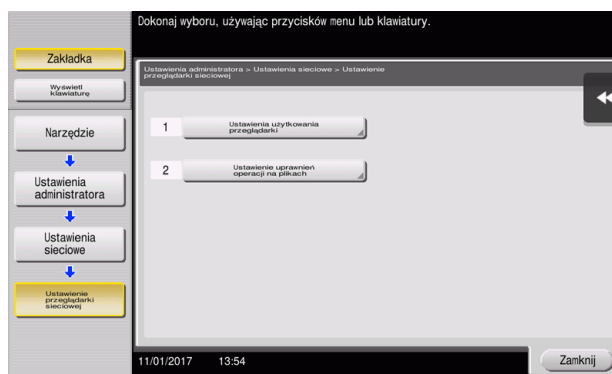 Dokonaj wyboru, używając przycisków menu lub klawiatury.
Zakładka
Wyświetl
klawiaturę
Narzędzie
Ustawienia
administratora
Ustawienia
sieciowe
Ustawienie
przeglądarki
sieciowej
Ustawienia administratora > Ustawienia sieciowe > Ustawienie
przeglądarki sieciowej
1 Ustawienia użytkowania
przeglądarki
2 Ustawienie uprawnień
operacji na plikach
11/01/2017 13:54
Zamknij